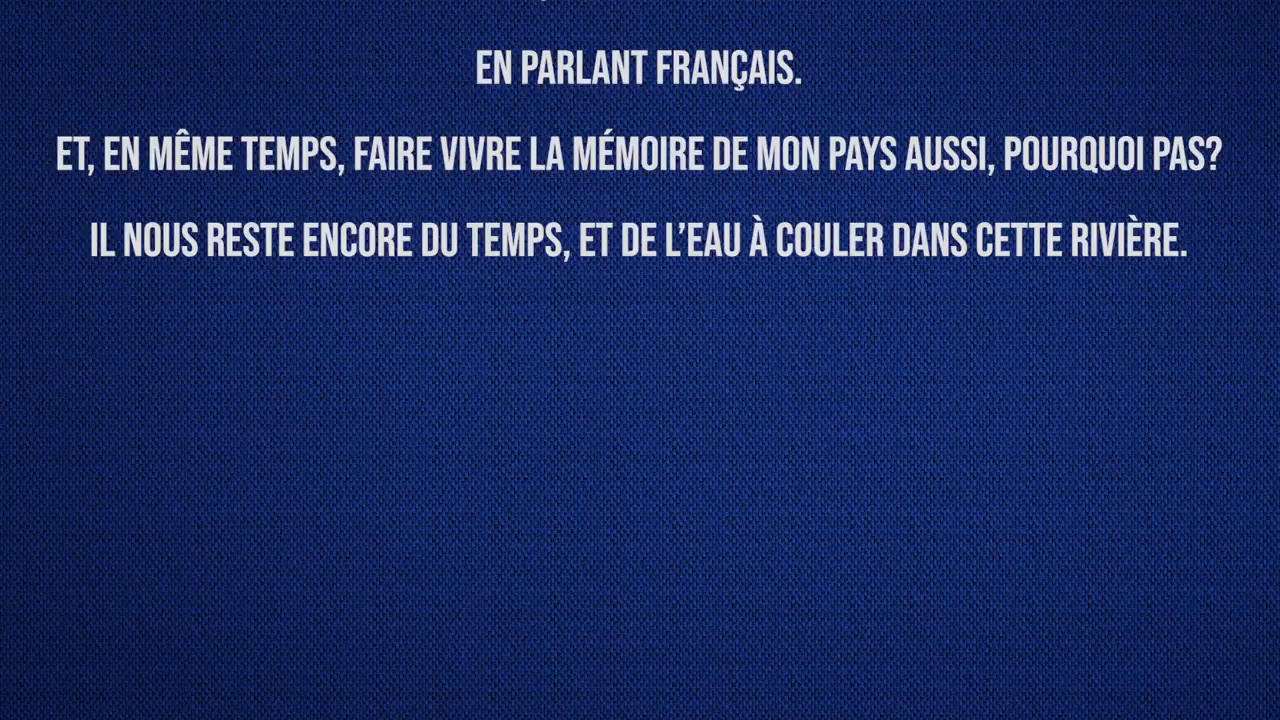 EN PARLANT FRANÇAIS.
ET, EN MÊME TEMPS, FAIRE VIVRE LA MÉMOIRE DE MON PAYS AUSSI, POURQUOI PAS?
IL NOUS RESTE ENCORE DU TEMPS, ET DE L’EAU À COULER DANS CETTE RIVIÈRE.